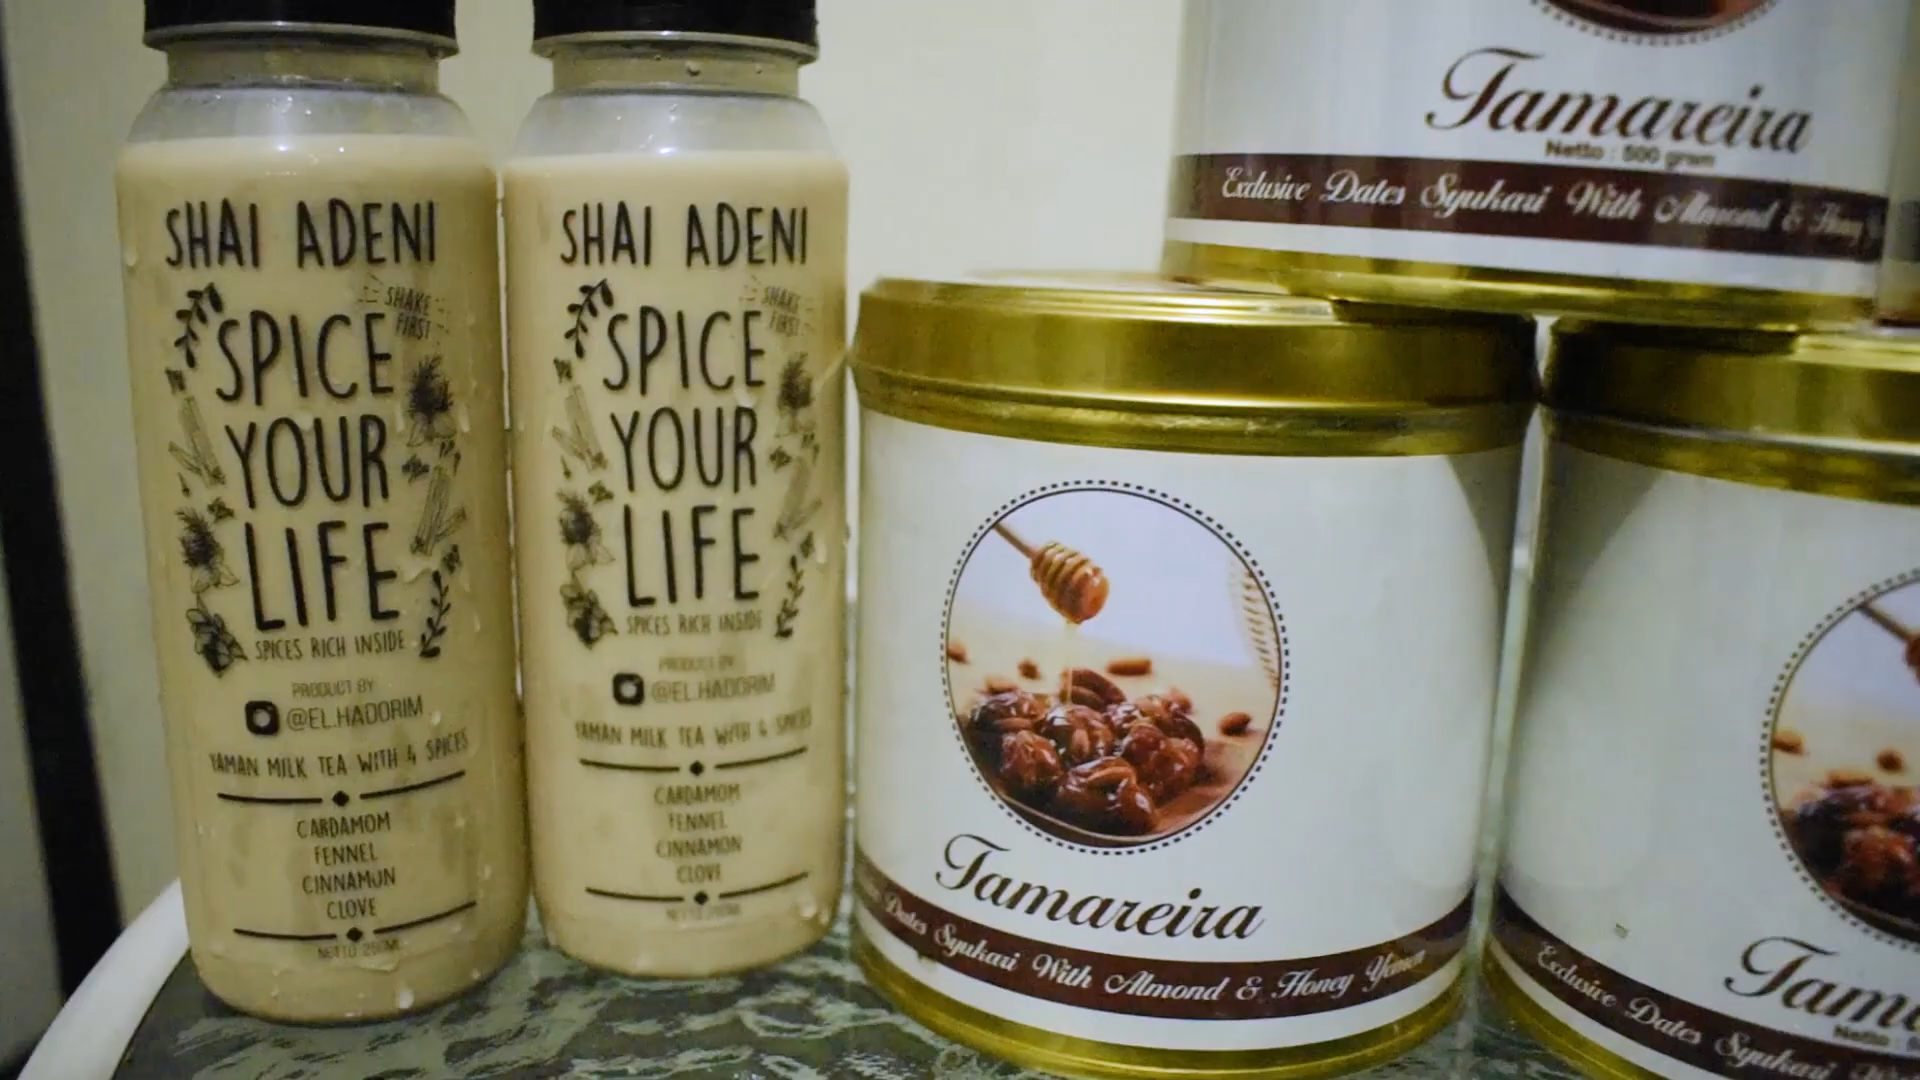 SHAI ADENI
SHAKE
FIRST
SPICE
YOUR
LIFE
SPICES RICH INSIDE
PRODUCT BY
@EL.HADORIM
YAMAN MILK TEA WITH 4 SPICES
CARDAMOM
FENNEL
CINNAMON
CLOVE
NETTO 250ML
SHAI ADENI
SHAKE
FIRST
SPICE
YOUR
LIFE
SPICES RICH INSIDE
PRODUCT BY
@EL.HADORIM
YAMAN MILK TEA WITH 4 SPICES
CARDAMOM
FENNEL
CINNAMON
CLOVE
Tamareira
Netto : 500 gram
Exclusive Dates Syukari With Almond & Honey
Tamareira
Dates Syukari With Almond & Honey Yemen
Exclusive Dates Syukari